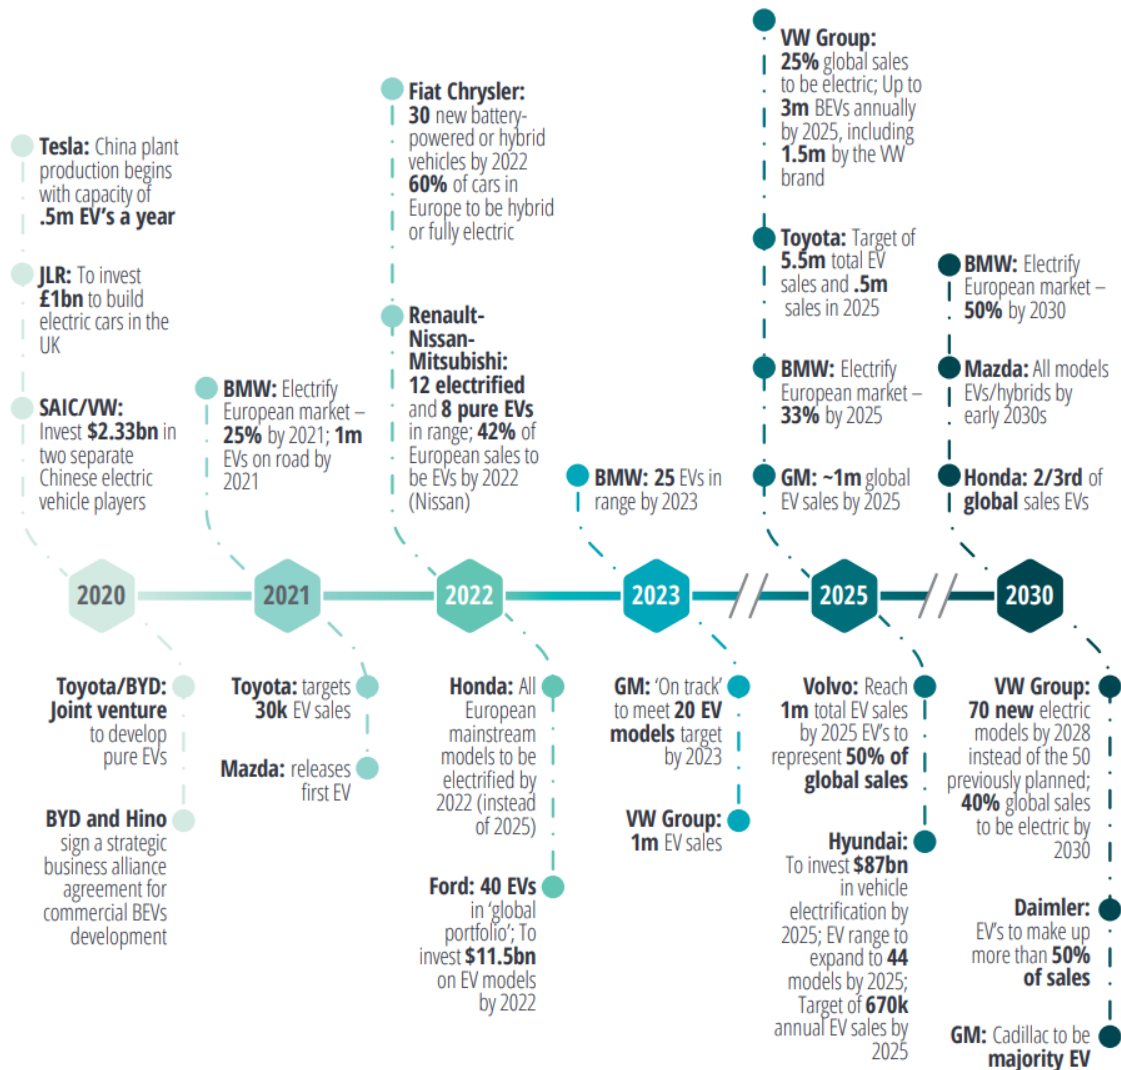 Tesla: China plant
production begins
with capacity of
.5m EV's a year
JLR: To invest
£1bn to build
electric cars in the
UK
SAIC/VW:
Invest $2.33bn in
two separate
Chinese electric
vehicle players
BMW: Electrify
European market –
25% by 2021; 1m
EVs on road by
2021
Fiat Chrysler:
30 new battery-
powered or hybrid
vehicles by 2022
60% of cars in
Europe to be hybrid
or fully electric
Renault-
Nissan-
Mitsubishi:
12 electrified
and 8 pure EVs
in range; 42% of
European sales to
be EVs by 2022
(Nissan)
BMW: 25 EVs in
range by 2023
VW Group:
25% global sales
to be electric; Up to
3m BEVs annually
by 2025, including
1.5m by the VW
brand
Toyota: Target of
5.5m total EV
sales and .5m
sales in 2025
BMW: Electrify
European market –
33% by 2025
GM: ~1m global
EV sales by 2025
BMW: Electrify
European market –
50% by 2030
Mazda: All models
EVs/hybrids by
early 2030s
Honda: 2/3rd of
global sales EVs
2020
2021
2022
2023
2025
2030
Toyota/BYD:
Joint venture
to develop
pure EVs
BYD and Hino
sign a strategic
business alliance
agreement for
commercial BEVs
development
Toyota: targets
30k EV sales
Mazda: releases
first EV
Honda: All
European
mainstream
models to be
electrified by
2022 (instead
of 2025)
Ford: 40 EVs
in 'global
portfolio'; To
invest $11.5bn
on EV models
by 2022
GM: 'On track'
to meet 20 EV
models target
by 2023
VW Group:
1m EV sales
Volvo: Reach
1m total EV sales
by 2025 EV's to
represent 50% of
global sales
Hyundai:
To invest $87bn
in vehicle
electrification by
2025; EV range to
expand to 44
models by 2025;
Target of 670k
annual EV sales by
2025
VW Group:
70 new electric
models by 2028
instead of the 50
previously planned;
40% global sales
to be electric by
2030
Daimler:
EV's to make up
more than 50%
of sales
GM: Cadillac to be
majority EV